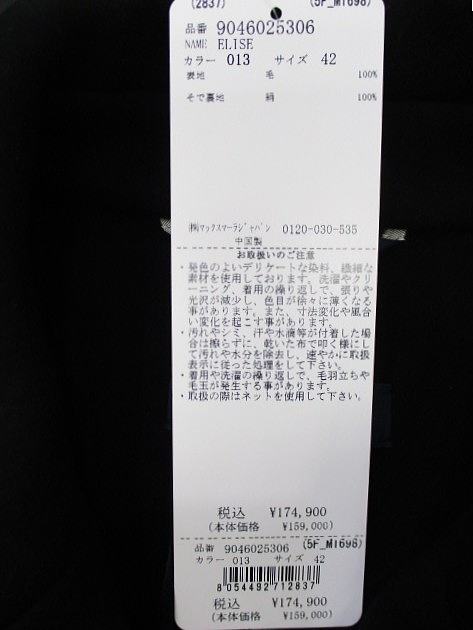 (2837) (5F_M1698)
品番 9046025306
NAME ELISE
カラー 013 サイズ 42
表地 毛 100%
そで裏地 絹 100%
㈱マックスマーラジャパン 0120-030-535
中国製
お取扱いのご注意
・発色のよいデリケートな染料、繊細な
素材を使用しております。洗濯やクリ
ーニング、着用の繰り返しで、張りや
光沢が減少し、色目が徐々に薄くなる
事があります。また、寸法変化や風合
い変化を起こす事があります。
・汚れやシミ、汗や水滴等が付着した場
合は擦らずに、乾いた布で叩く様にし
て汚れや水分を除去し、速やかに取扱
表示に従った処理をして下さい。
・着用や洗濯の繰り返しで、毛羽立ちや
毛玉が発生する事があります。
・取扱の際はネットを使用して下さい。
税込 ¥174,900
(本体価格 ¥159,000)
品番 9046025306 (5F_M1698)
カラー 013 サイズ 42
8 054492 712837
税込 ¥174,900
(本体価格 ¥159,000)